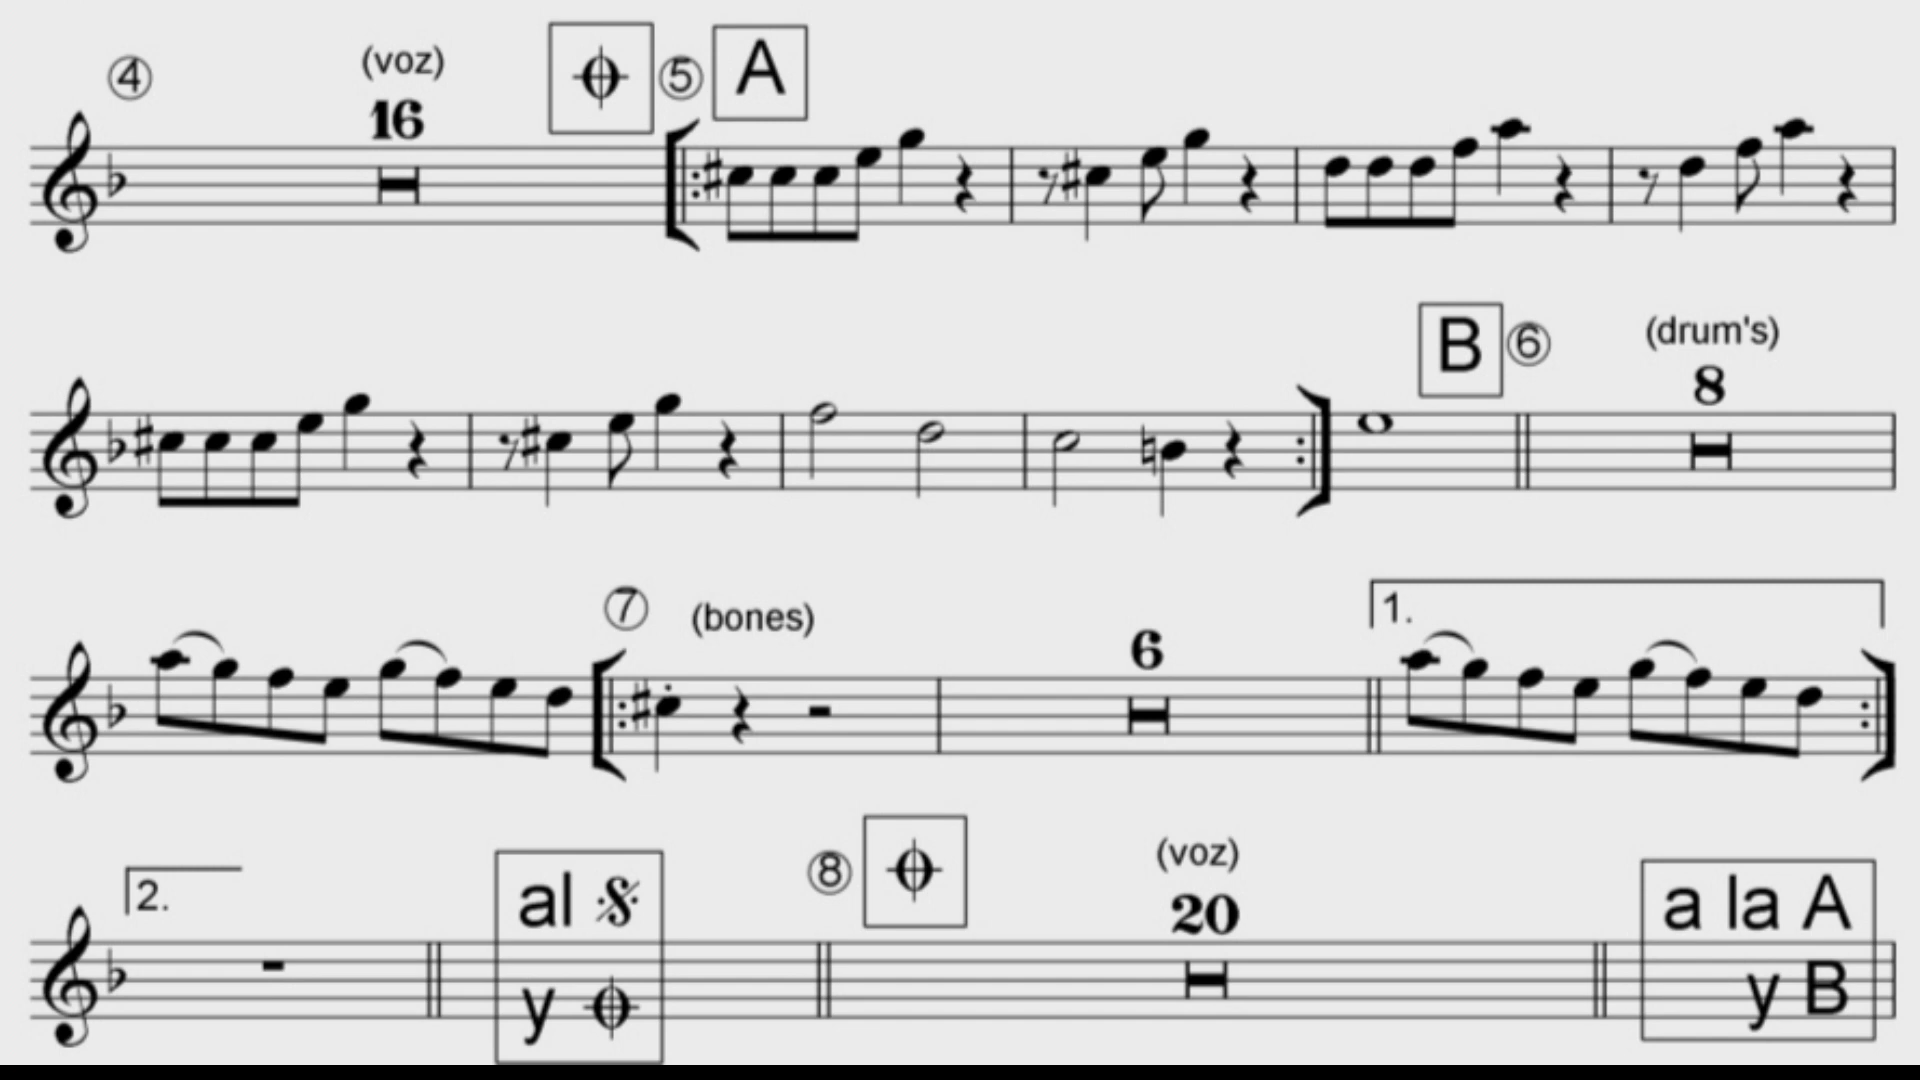 ④ (voz) ⑤ A
16
B ⑥ (drum's)
8
⑦ (bones) 1.
6
2. al ⑧ (voz) a la A
20
y y B